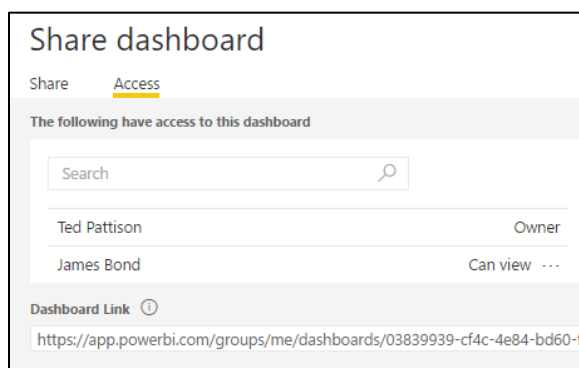 Share dashboard
Share Access
The following have access to this dashboard
Search
Ted Pattison Owner
James Bond Can view ...
Dashboard Link
https://app.powerbi.com/groups/me/dashboards/03839939-cf4c-4e84-bd60-